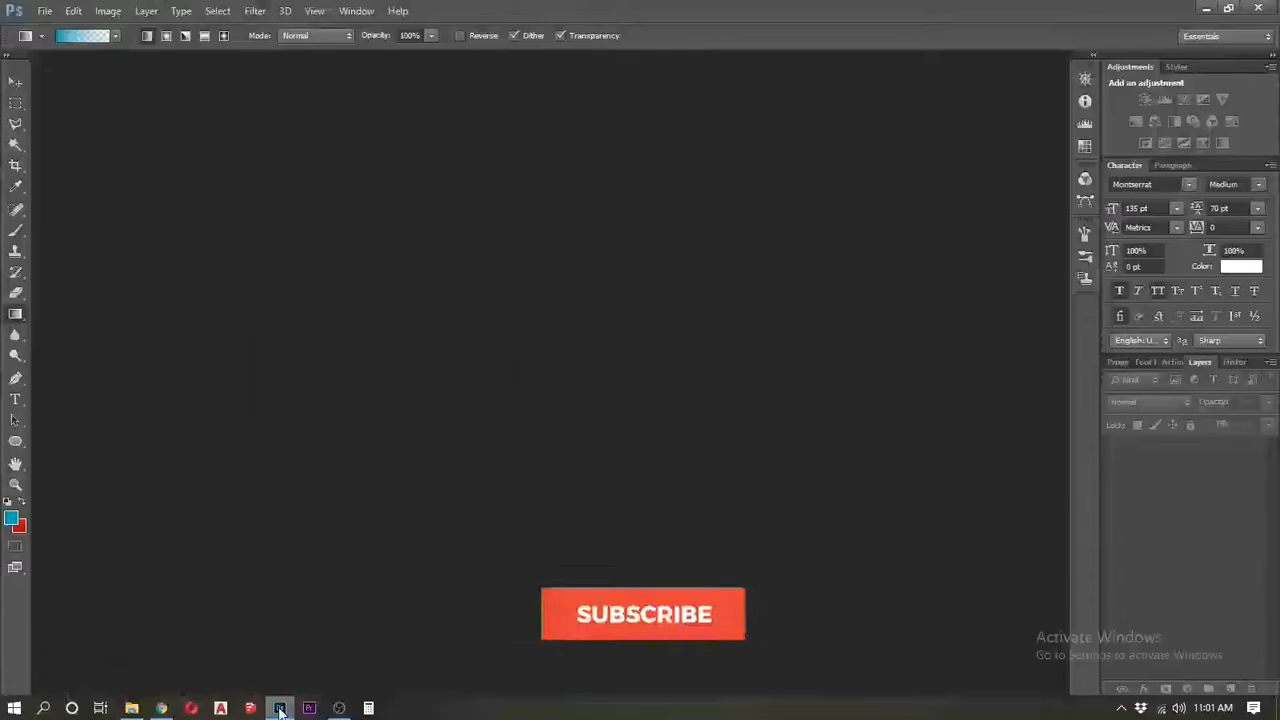 Ps File Edit Image Layer Type Select Filter 3D View Window Help
Mode: Normal Opacity: 100% Reverse Dither Transparency Essentials
Adjustments Styles
Add an adjustment
Character Paragraph
Montserrat Medium
135 pt 70 pt
Metrics 0
100% 100%
0 pt Color:
English: U... Sharp
Layers
Normal Opacity:
SUBSCRIBE
Activate Windows
Go to Settings to activate Windows
11:01 AM